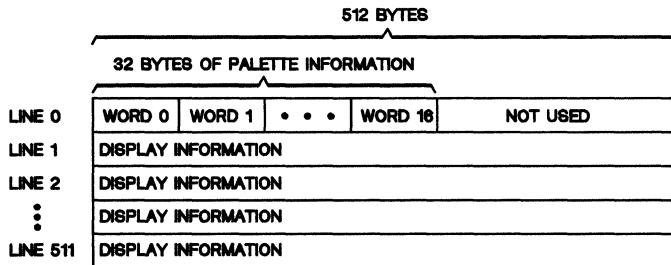 512 BYTES
32 BYTES OF PALETTE INFORMATION
LINE 0 WORD 0 WORD 1 • • • WORD 16 NOT USED
LINE 1 DISPLAY INFORMATION
LINE 2 DISPLAY INFORMATION
DISPLAY INFORMATION
LINE 511 DISPLAY INFORMATION